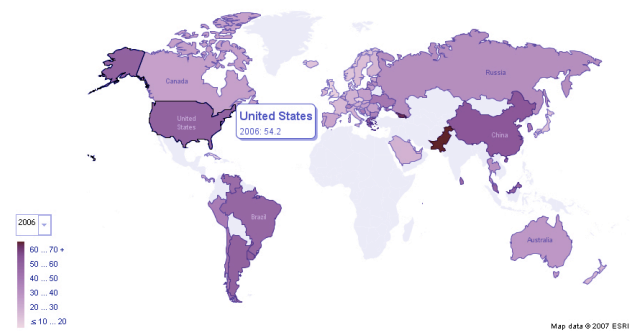 Russia
Canada
United States
2006: 54.2
United
States
China
Brazil
2006
Australia
60 ... 70 +
50 ... 60
40 ... 50
30 ... 40
20 ... 30
≤ 10 ... 20
Map data © 2007 ESRI